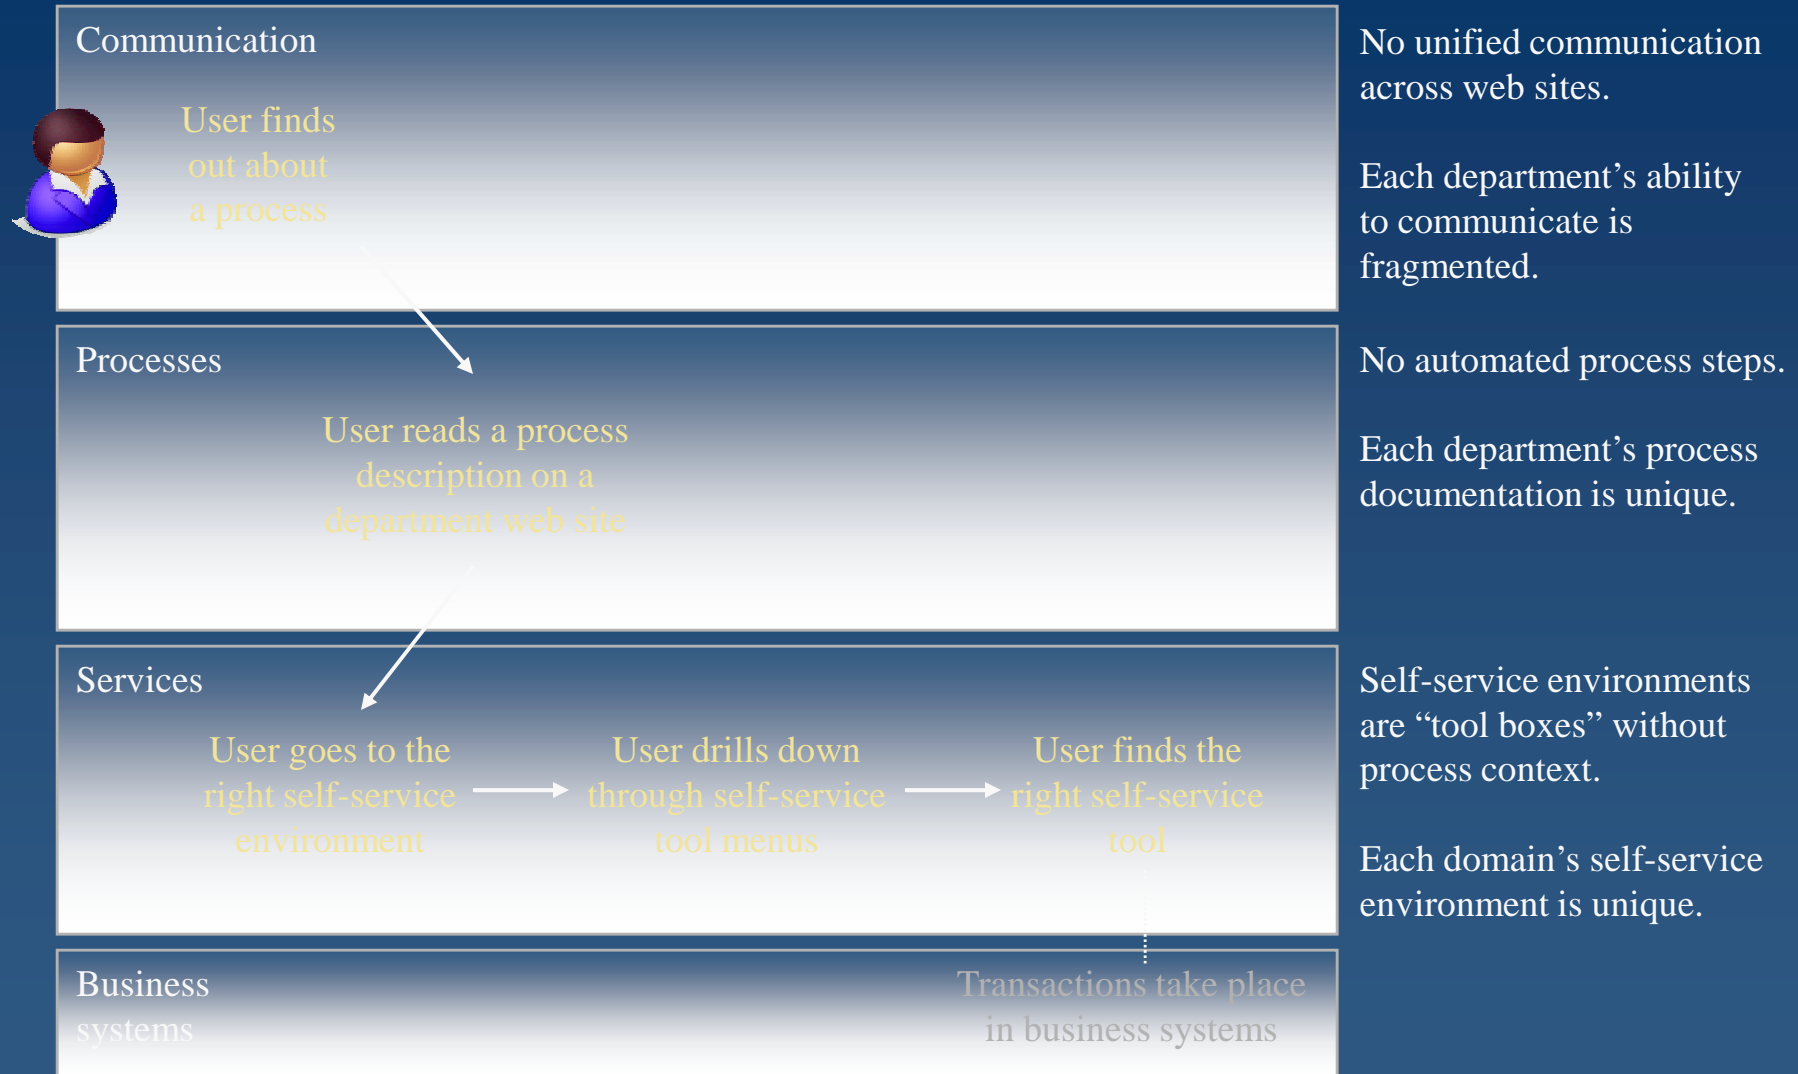 Communication
User finds
out about
a process
No unified communication
across web sites.
Each department’s ability
to communicate is
fragmented.
Processes
User reads a process
description on a
department web site
No automated process steps.
Each department’s process
documentation is unique.
Services
User goes to the
right self-service
environment
User drills down
through self-service
tool menus
User finds the
right self-service
tool
Self-service environments
are “tool boxes” without
process context.
Each domain’s self-service
environment is unique.
Business
systems
Transactions take place
in business systems